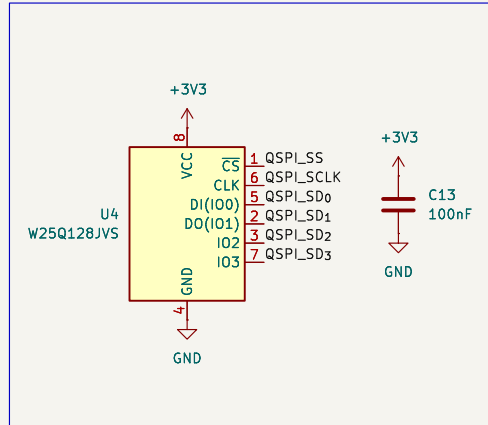 +3V3
8
VCC
CS 1 QSPI_SS
CLK 6 QSPI_SCLK
DI(IO0) 5 QSPI_SD0
DO(IO1) 2 QSPI_SD1
IO2 3 QSPI_SD2
IO3 7 QSPI_SD3
GND
4
GND
U4
W25Q128JVS
+3V3
C13
100nF
GND